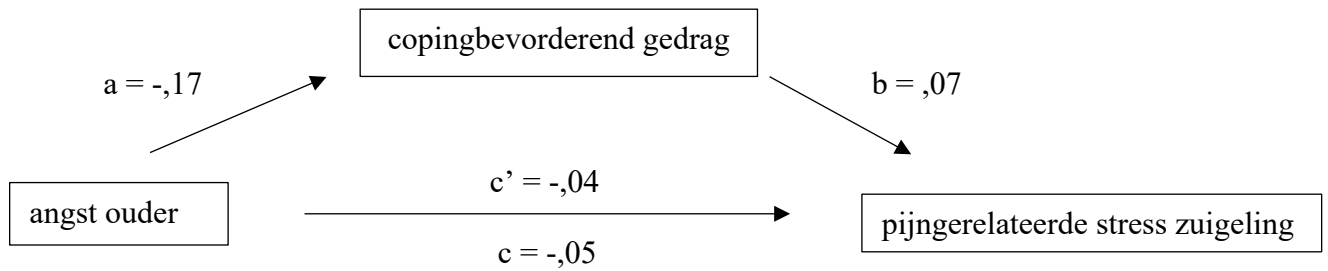 copingbevorderend gedrag
a = -,17
b = ,07
c’ = -,04
angst ouder
pijngerelateerde stress zuigeling
c = -,05